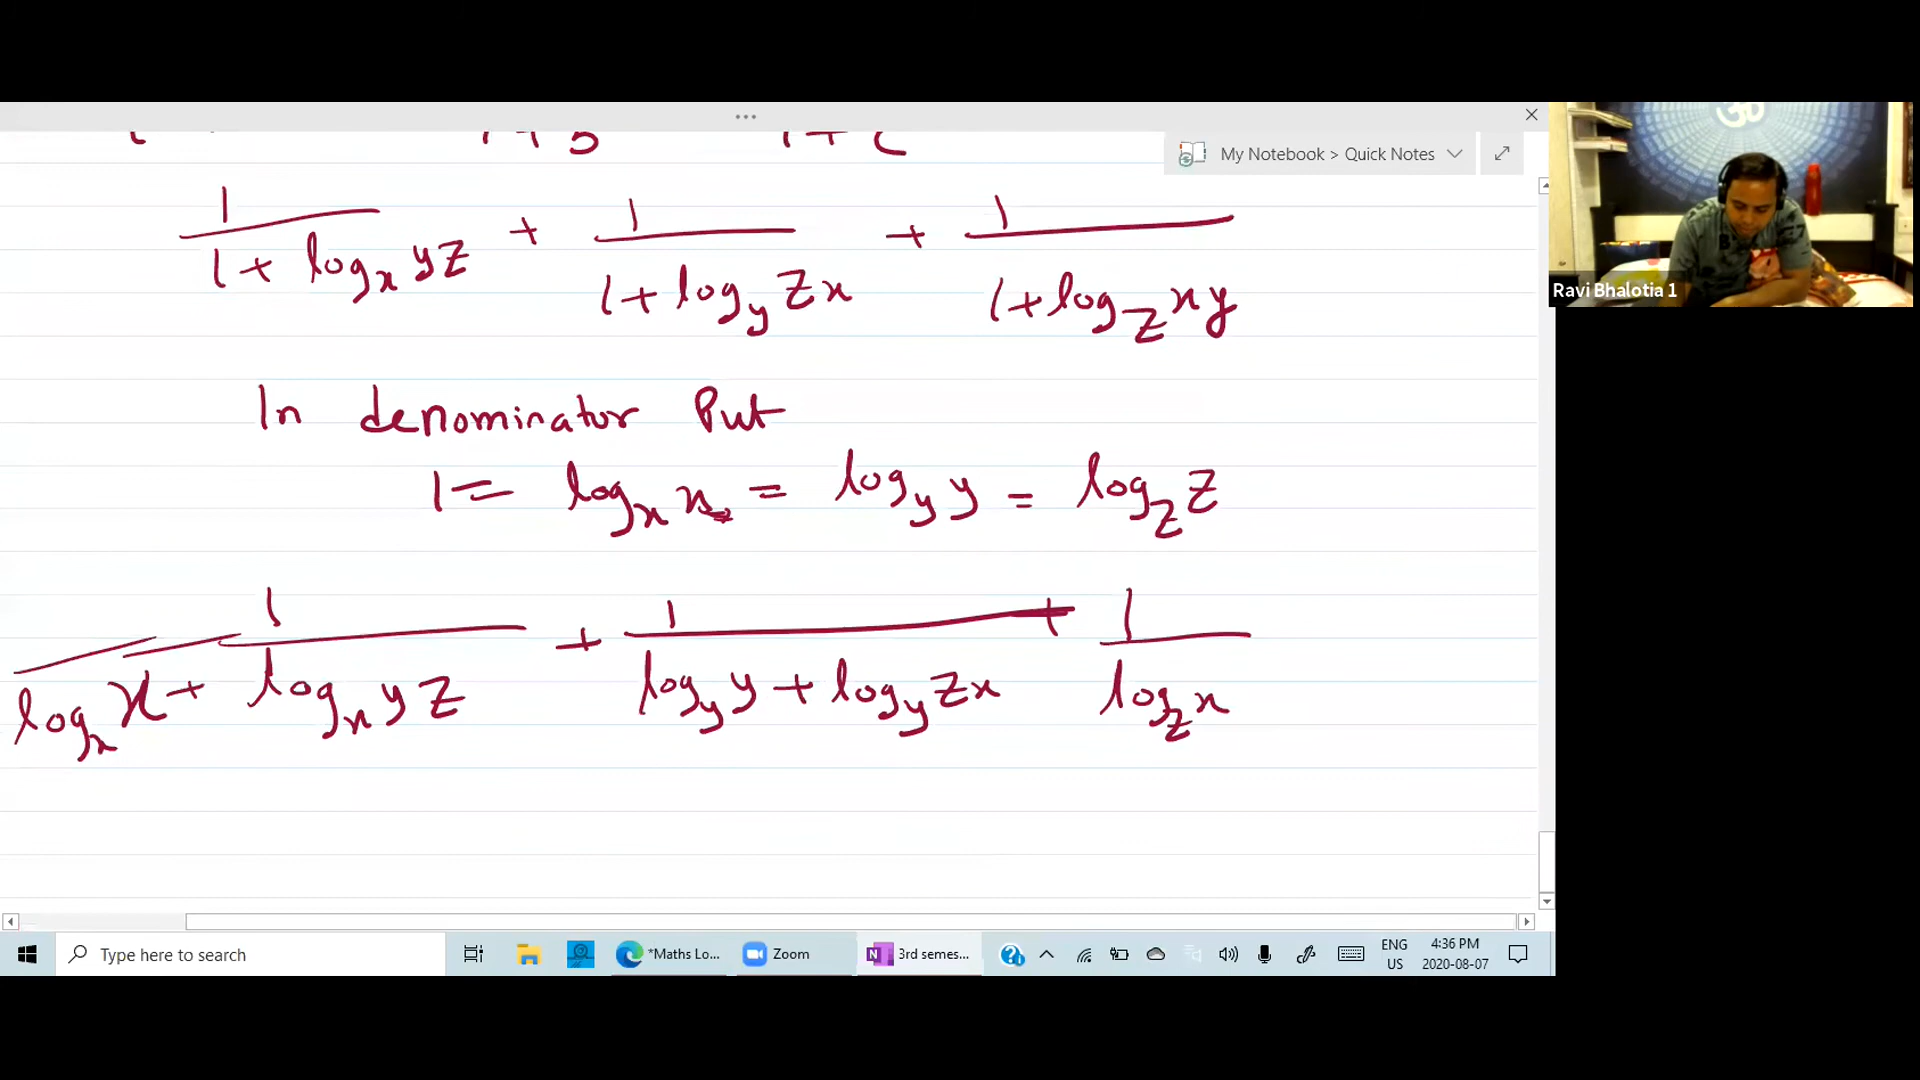 1+B 1+C
My Notebook > Quick Notes
1/(1+log_x yz) + 1/(1+log_y zx) + 1/(1+log_z xy)
Ravi Bhalotia 1
In denominator Put
1 = log_x x = log_y y = log_z z
1/(log_x x + log_x yz) + 1/(log_y y + log_y zx) + 1/(log_z x)
Type here to search
*Maths Lo...
Zoom
3rd semes...
ENG
US
4:36 PM
2020-08-07